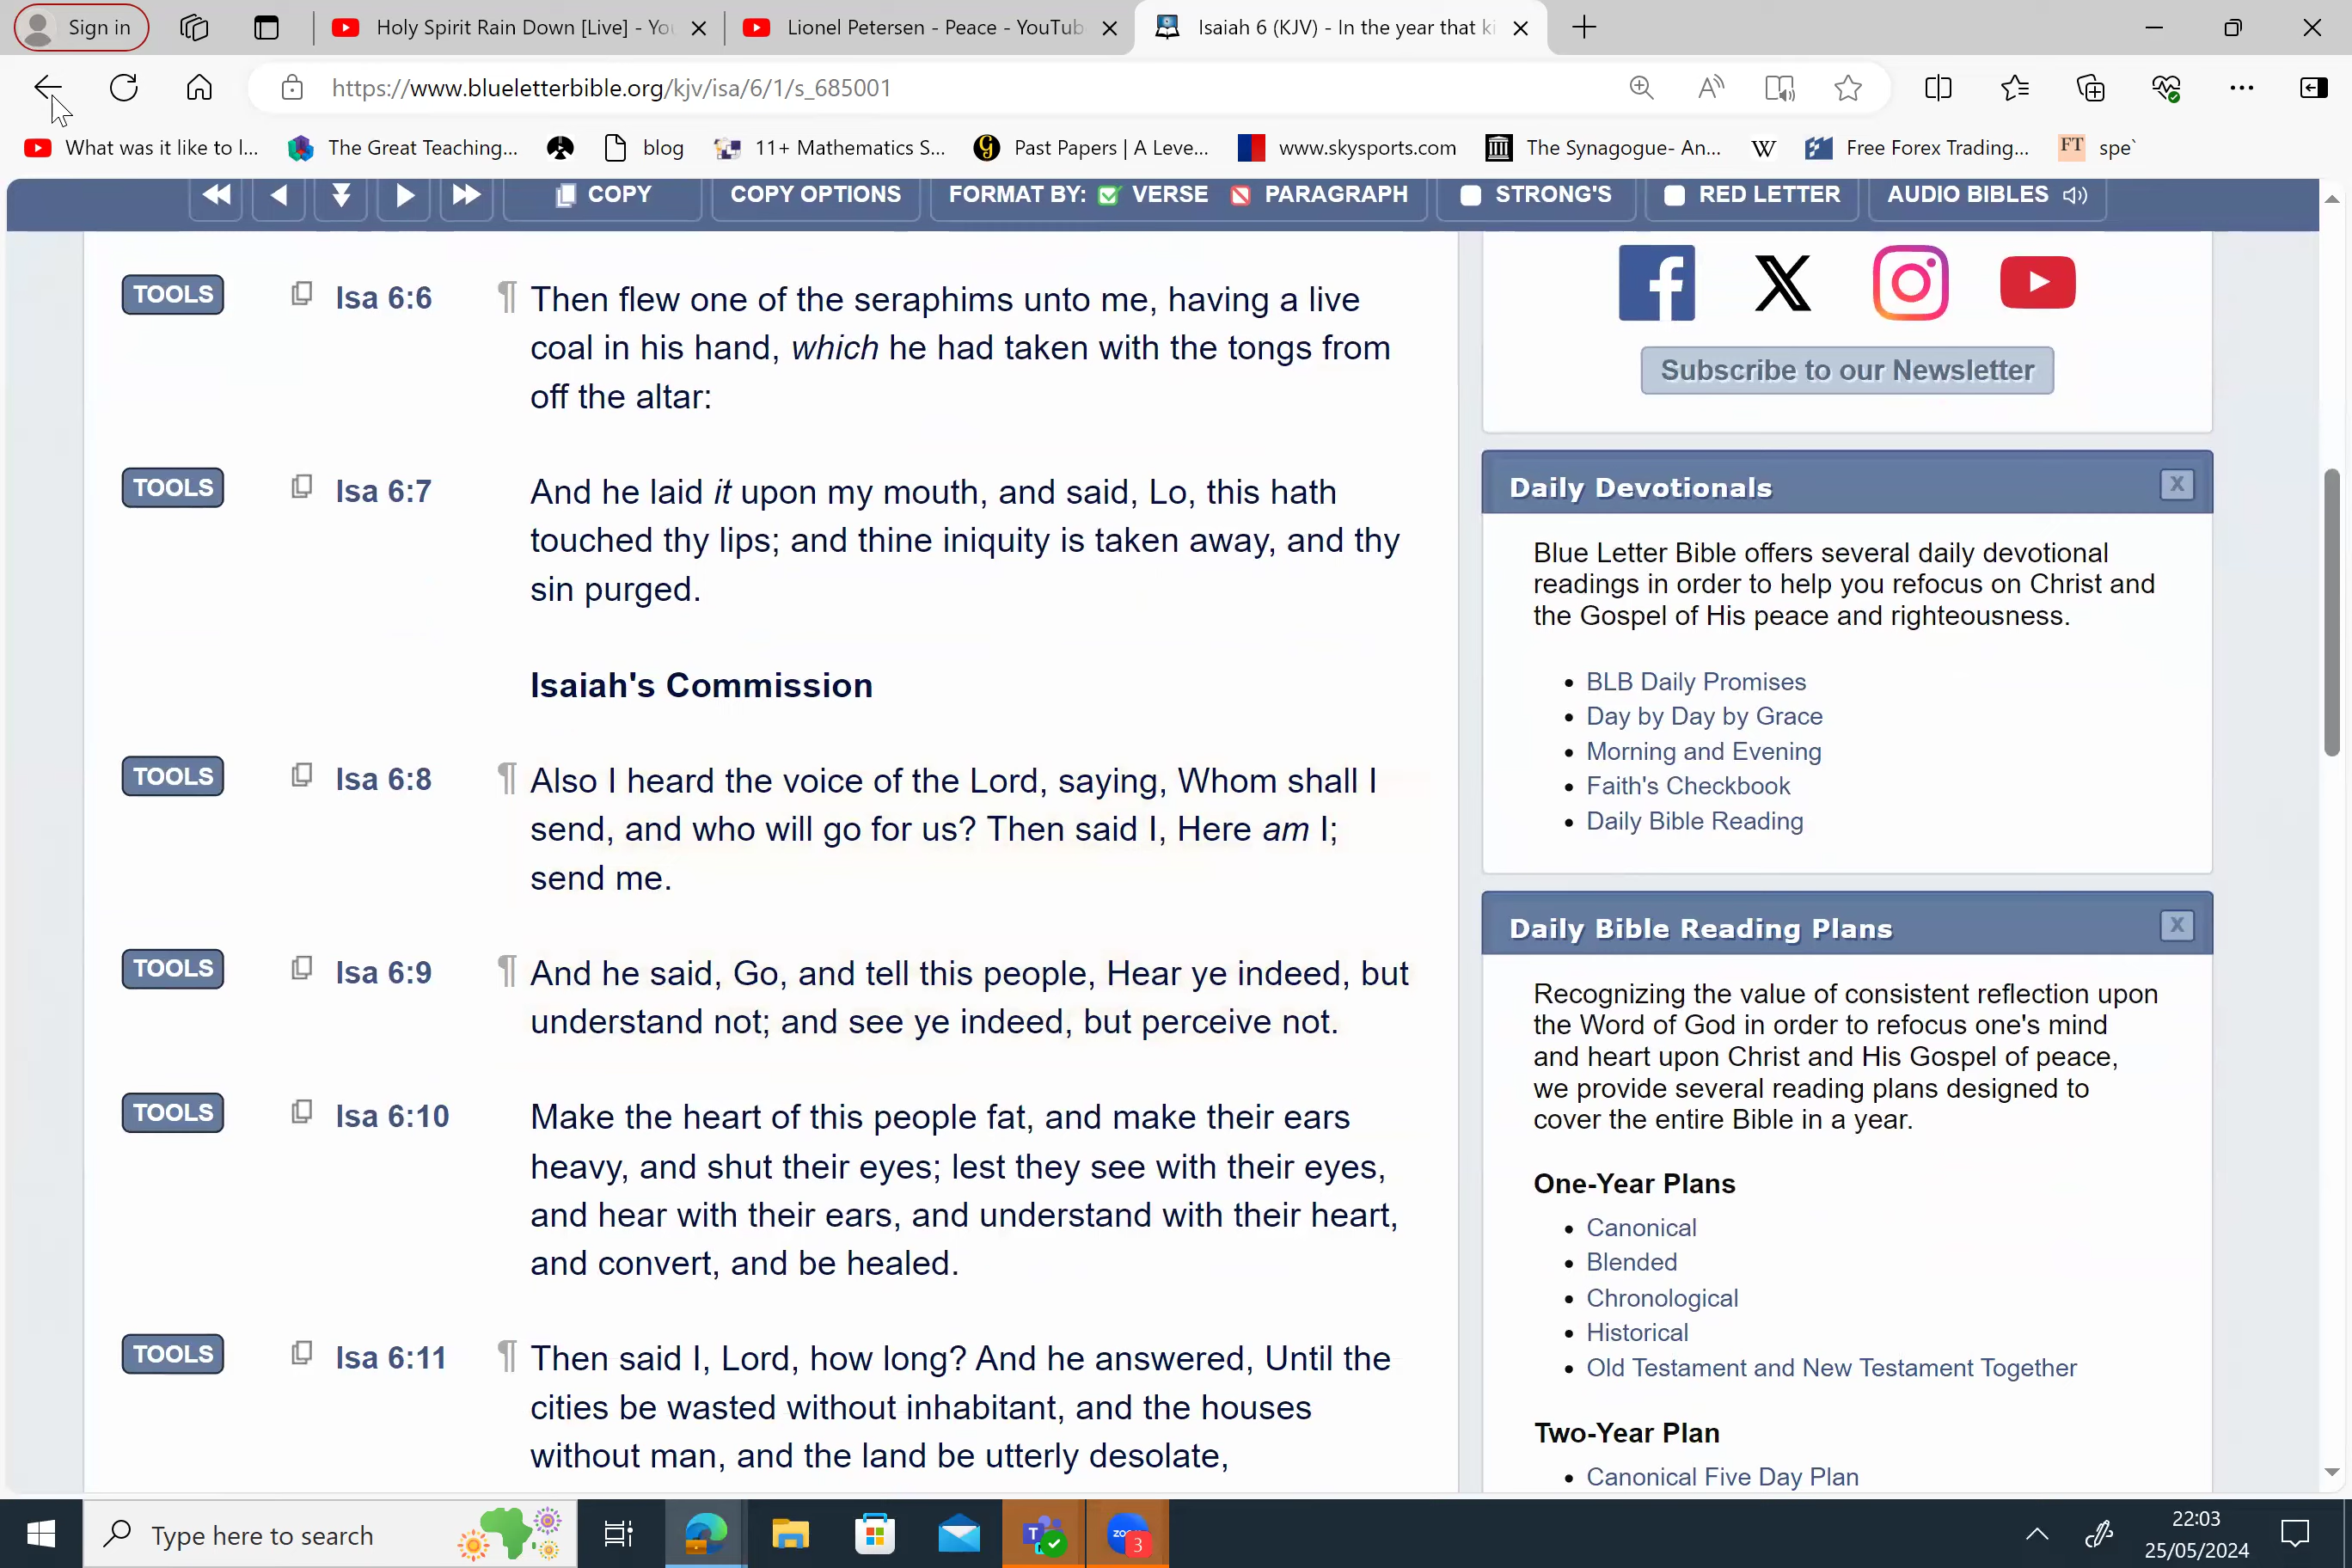 Sign in
Holy Spirit Rain Down [Live] - You
Lionel Petersen - Peace - YouTub
Isaiah 6 (KJV) - In the year that ki
https://www.blueletterbible.org/kjv/isa/6/1/s_685001
What was it like to l...
The Great Teaching...
blog
11+ Mathematics S...
Past Papers | A Leve...
www.skysports.com
The Synagogue- An...
W
Free Forex Trading...
FT
spe`
COPY
COPY OPTIONS
FORMAT BY: VERSE PARAGRAPH
STRONG'S
RED LETTER
AUDIO BIBLES
TOOLS
Isa 6:6
¶ Then flew one of the seraphims unto me, having a live
coal in his hand, which he had taken with the tongs from
off the altar:
TOOLS
Isa 6:7
And he laid it upon my mouth, and said, Lo, this hath
touched thy lips; and thine iniquity is taken away, and thy
sin purged.
Isaiah's Commission
TOOLS
Isa 6:8
¶ Also I heard the voice of the Lord, saying, Whom shall I
send, and who will go for us? Then said I, Here am I;
send me.
TOOLS
Isa 6:9
¶ And he said, Go, and tell this people, Hear ye indeed, but
understand not; and see ye indeed, but perceive not.
TOOLS
Isa 6:10
Make the heart of this people fat, and make their ears
heavy, and shut their eyes; lest they see with their eyes,
and hear with their ears, and understand with their heart,
and convert, and be healed.
TOOLS
Isa 6:11
¶ Then said I, Lord, how long? And he answered, Until the
cities be wasted without inhabitant, and the houses
without man, and the land be utterly desolate,
Subscribe to our Newsletter
Daily Devotionals
X
Blue Letter Bible offers several daily devotional
readings in order to help you refocus on Christ and
the Gospel of His peace and righteousness.
BLB Daily Promises
Day by Day by Grace
Morning and Evening
Faith's Checkbook
Daily Bible Reading
Daily Bible Reading Plans
X
Recognizing the value of consistent reflection upon
the Word of God in order to refocus one's mind
and heart upon Christ and His Gospel of peace,
we provide several reading plans designed to
cover the entire Bible in a year.
One-Year Plans
Canonical
Blended
Chronological
Historical
Old Testament and New Testament Together
Two-Year Plan
Canonical Five Day Plan
Type here to search
T
zoom
3
22:03
25/05/2024